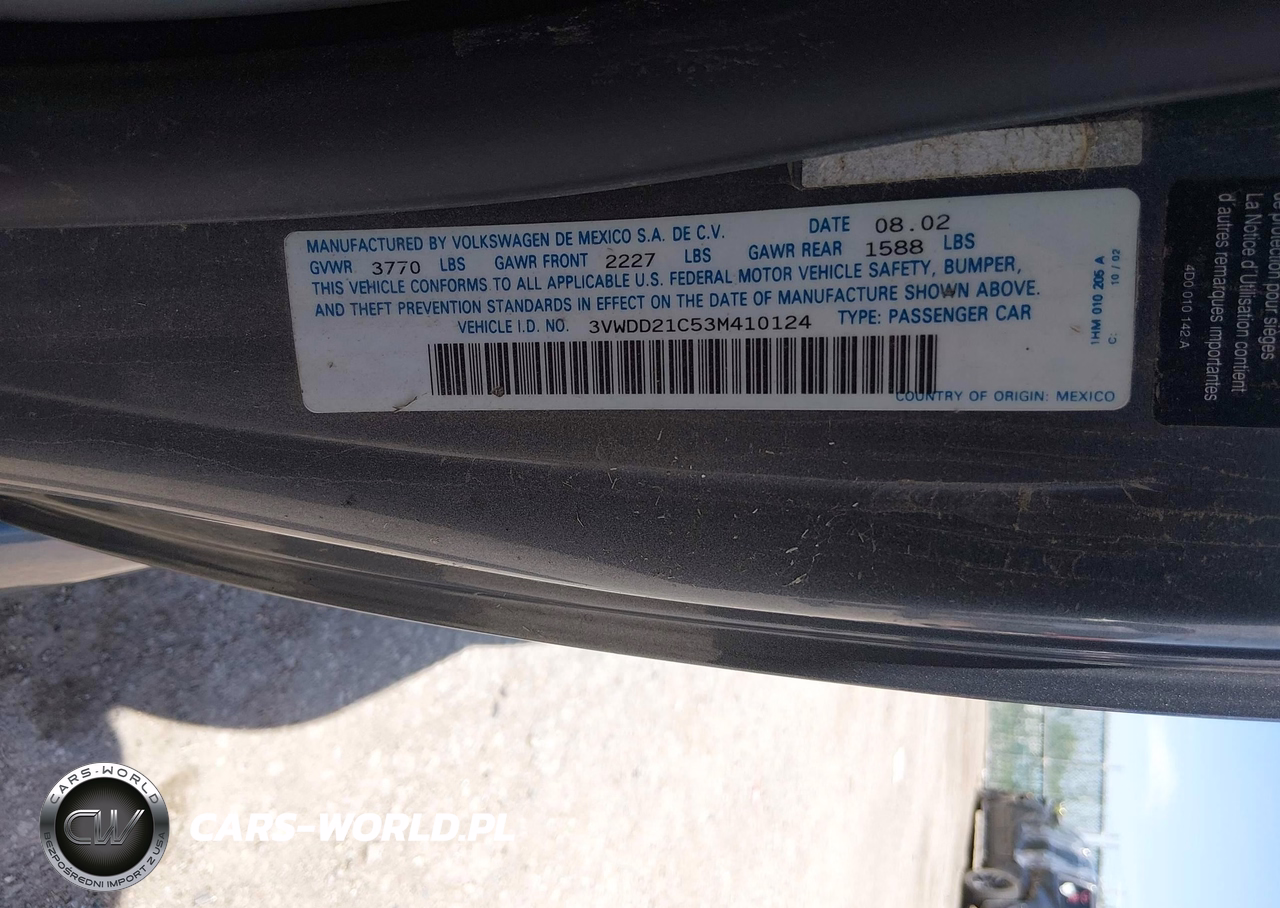 MANUFACTURED BY VOLKSWAGEN DE MEXICO S.A. DE C.V. DATE 08.02
GVWR 3770 LBS GAWR FRONT 2227 LBS GAWR REAR 1588 LBS
THIS VEHICLE CONFORMS TO ALL APPLICABLE U.S. FEDERAL MOTOR VEHICLE SAFETY, BUMPER,
AND THEFT PREVENTION STANDARDS IN EFFECT ON THE DATE OF MANUFACTURE SHOWN ABOVE.
VEHICLE I.D. NO. 3VWDD21C53M410124 TYPE: PASSENGER CAR
COUNTRY OF ORIGIN: MEXICO
1HM 010 205 A
C: 10 / 02
de protection pour sièges
La Notice d'Utilisation contient
d'autres remarques importantes
4D0 010 142 A
CARS-WORLD
CW
BEZPOŚREDNI IMPORT Z USA
CARS-WORLD.PL